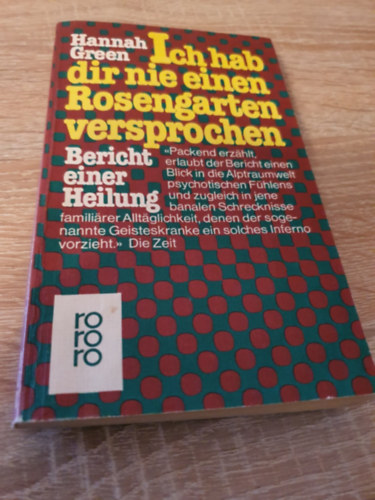 Hannah
Green
Ich hab
dir nie einen
Rosengarten
versprochen
Bericht
einer
Heilung
»Packend erzählt,
erlaubt der Bericht einen
Blick in die Alptraumwelt
psychotischen Fühlens
und zugleich in jene
banalen Schrecknisse
familiärer Alltäglichkeit, denen der soge-
nannte Geisteskranke ein solches Inferno
vorzieht.« Die Zeit
ro
ro
ro